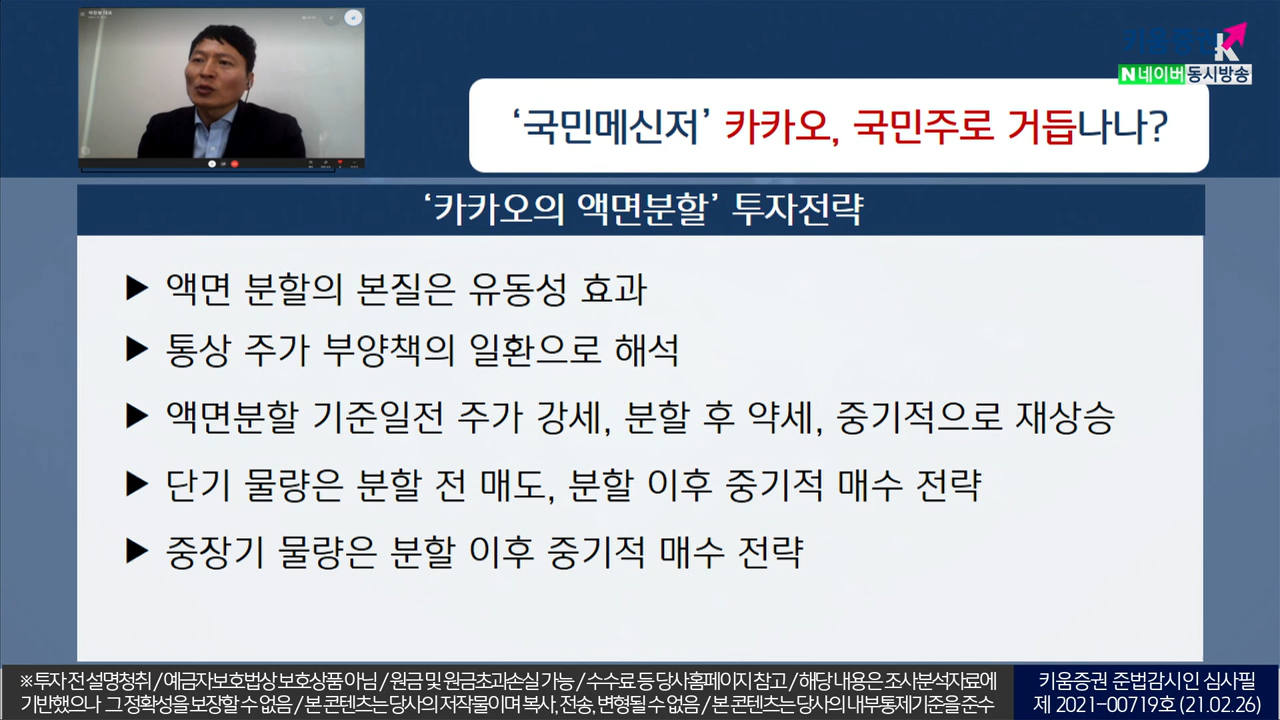 키움증권
N 네이버 동시방송
‘국민메신저’ 카카오, 국민주로 거듭나나?
‘카카오의 액면분할’ 투자전략
▶ 액면 분할의 본질은 유동성 효과
▶ 통상 주가 부양책의 일환으로 해석
▶ 액면분할 기준일전 주가 강세, 분할 후 약세, 중기적으로 재상승
▶ 단기 물량은 분할 전 매도, 분할 이후 중기적 매수 전략
▶ 중장기 물량은 분할 이후 중기적 매수 전략
※ 투자 전 설명청취 / 예금자보호법상 보호상품 아님 / 원금 및 원금초과손실 가능 / 수수료 등 당사홈페이지 참고 / 해당 내용은 조사분석자료에
기반했으나 그 정확성을 보장할 수 없음 / 본 콘텐츠는 당사의 저작물이며 복사, 전송, 변형될 수 없음 / 본 콘텐츠는 당사의 내부통제기준을 준수
키움증권 준법감시인 심사필
제 2021-00719호 (21.02.26)